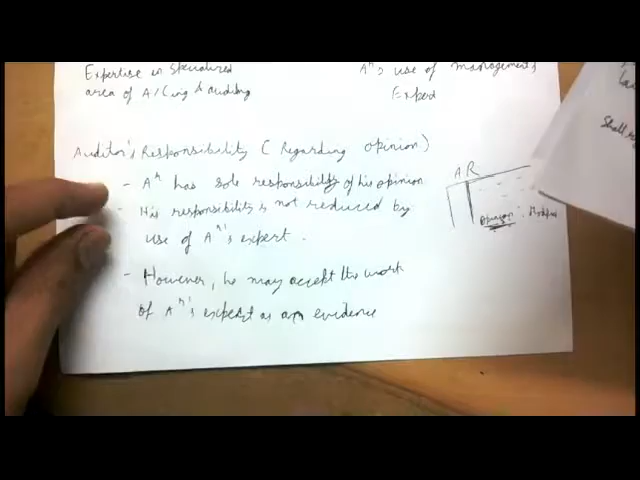 Expertise in Specialized
area of A/Cing & auditing
Aʳ's use of management's
Expert
Auditor's Responsibility ( Regarding opinion )
- Aʳ has sole responsibility of his opinion
- His responsibility is not reduced by
use of Aʳ's expert.
- However, he may accept the work
of Aʳ's expert as an evidence
AR
Opinion :
Shall